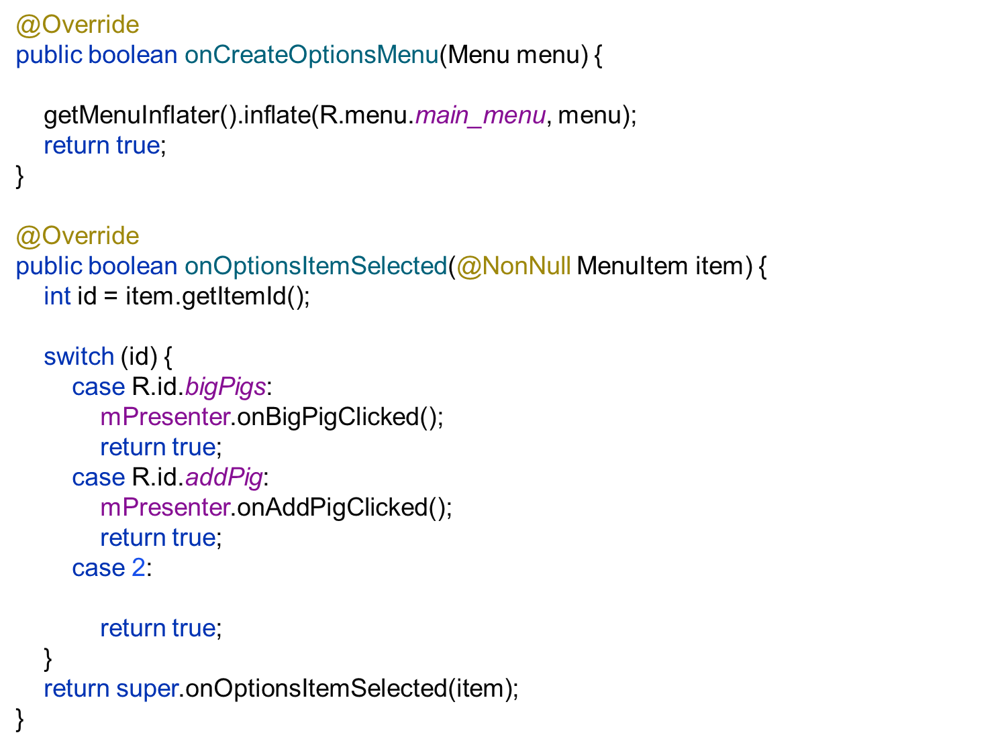 @Override
public boolean onCreateOptionsMenu(Menu menu) {
getMenuInflater().inflate(R.menu.main_menu, menu);
return true;
}
@Override
public boolean onOptionsItemSelected(@NonNull MenuItem item) {
int id = item.getItemId();
switch (id) {
case R.id.bigPigs:
mPresenter.onBigPigClicked();
return true;
case R.id.addPig:
mPresenter.onAddPigClicked();
return true;
case 2:
return true;
}
return super.onOptionsItemSelected(item);
}